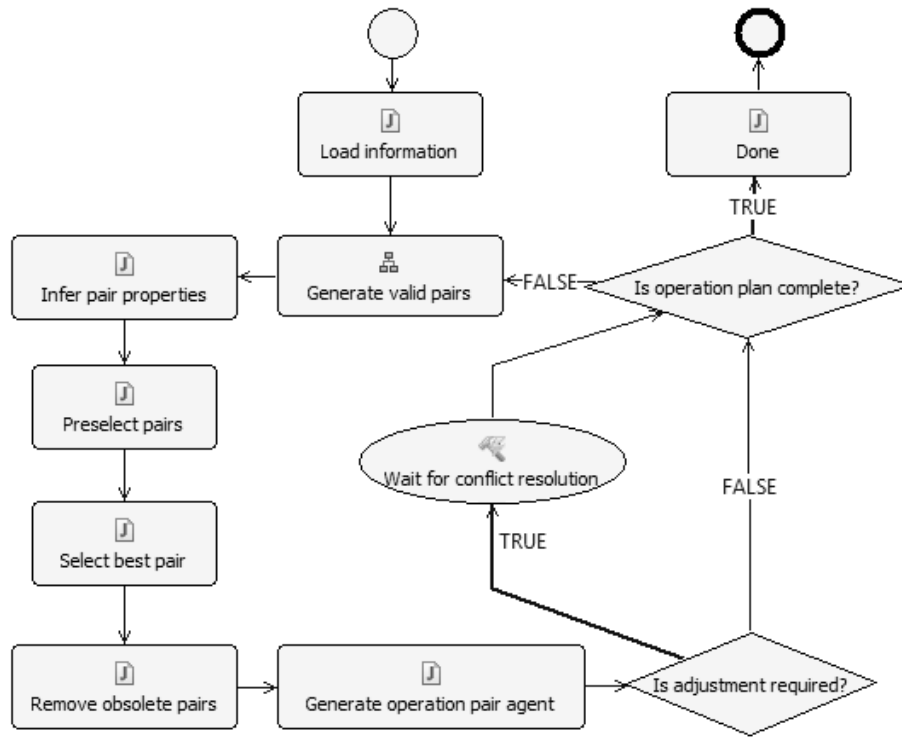 Load information
Done
TRUE
Infer pair properties
Generate valid pairs
FALSE
Is operation plan complete?
Preselect pairs
Wait for conflict resolution
FALSE
TRUE
Select best pair
Remove obsolete pairs
Generate operation pair agent
Is adjustment required?